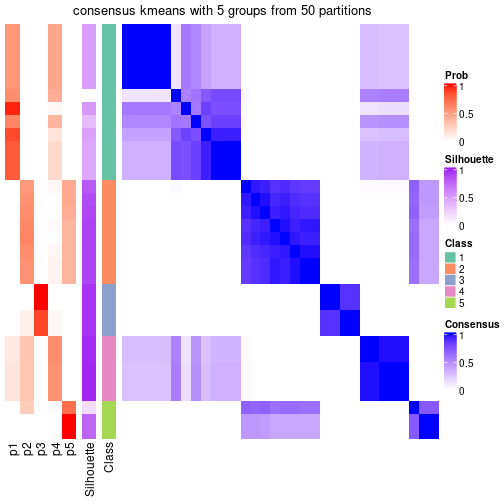 consensus kmeans with 5 groups from 50 partitions
Prob
1
0.5
0
Silhouette
1
0.5
0
Class
1
2
3
4
5
Consensus
1
0.5
0
p1
p2
p3
p4
p5
Silhouette
Class